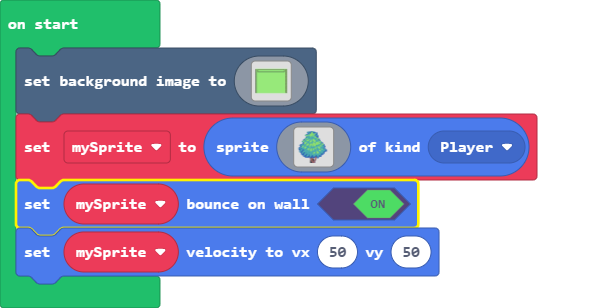 on start
set background image to
set mySprite to sprite of kind Player
set mySprite bounce on wall ON
set mySprite velocity to vx 50 vy 50